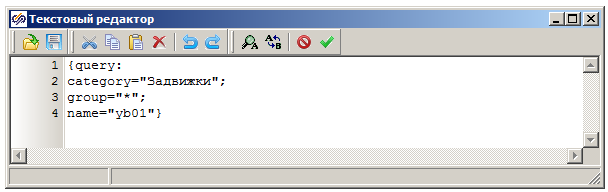 Текстовый редактор
A
A
B
1 {query:
2 category="Задвижки";
3 group="*";
4 name="yb01"}